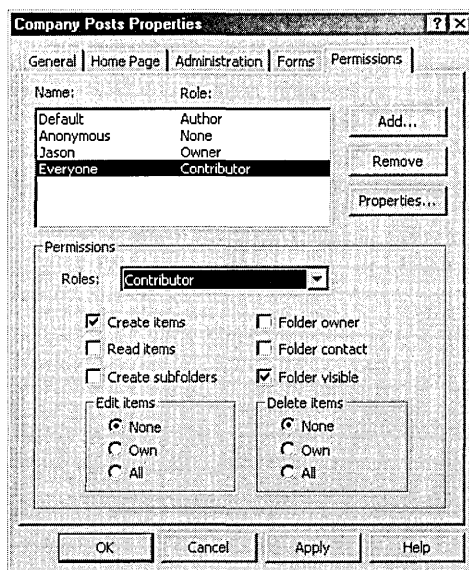 Company Posts Properties ? X
General Home Page Administration Forms Permissions
Name: Role:
Default Author
Anonymous None
Jason Owner
Everyone Contributor
Add...
Remove
Properties...
Permissions
Roles: Contributor
Create items Folder owner
Read items Folder contact
Create subfolders Folder visible
Edit items Delete items
None None
Own Own
All All
OK Cancel Apply Help